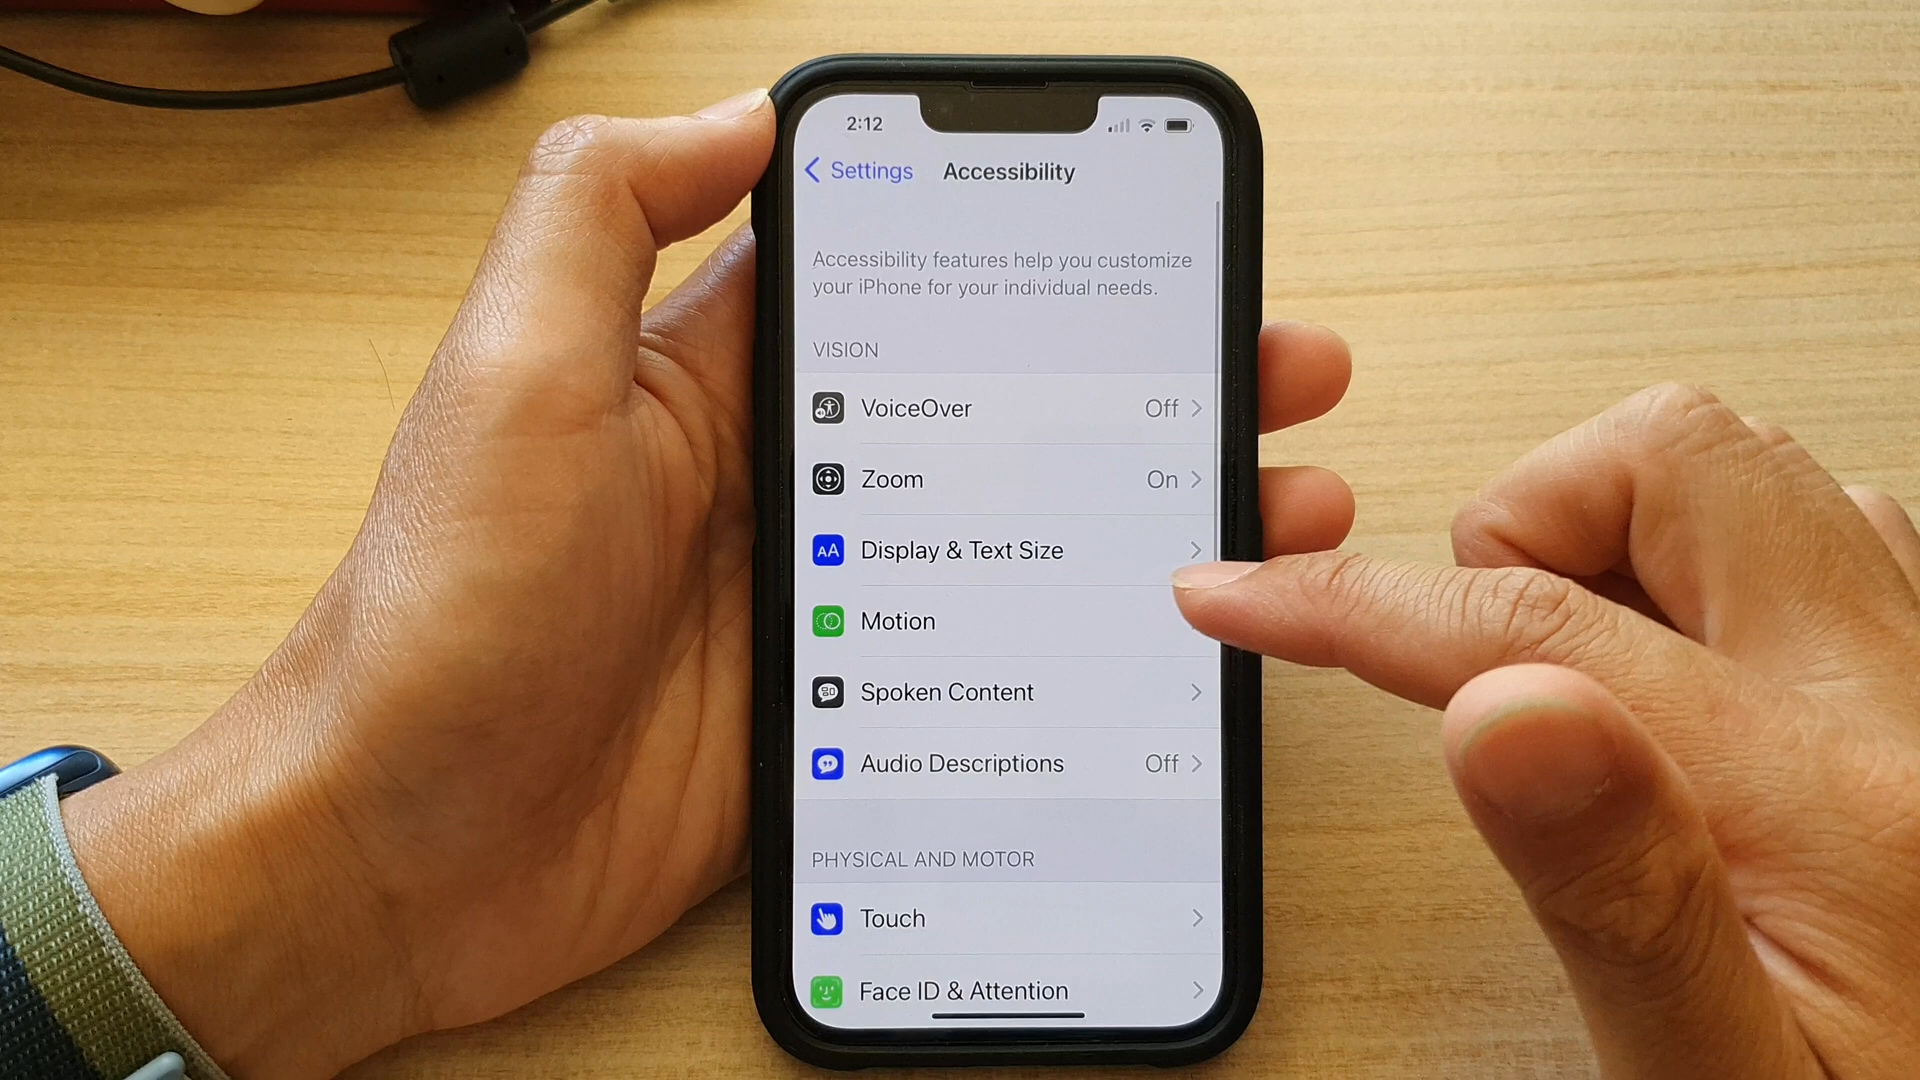 2:12
Settings
Accessibility
Accessibility features help you customize
your iPhone for your individual needs.
VISION
VoiceOver Off
Zoom On
AA Display & Text Size
Motion
Spoken Content
Audio Descriptions Off
PHYSICAL AND MOTOR
Touch
Face ID & Attention